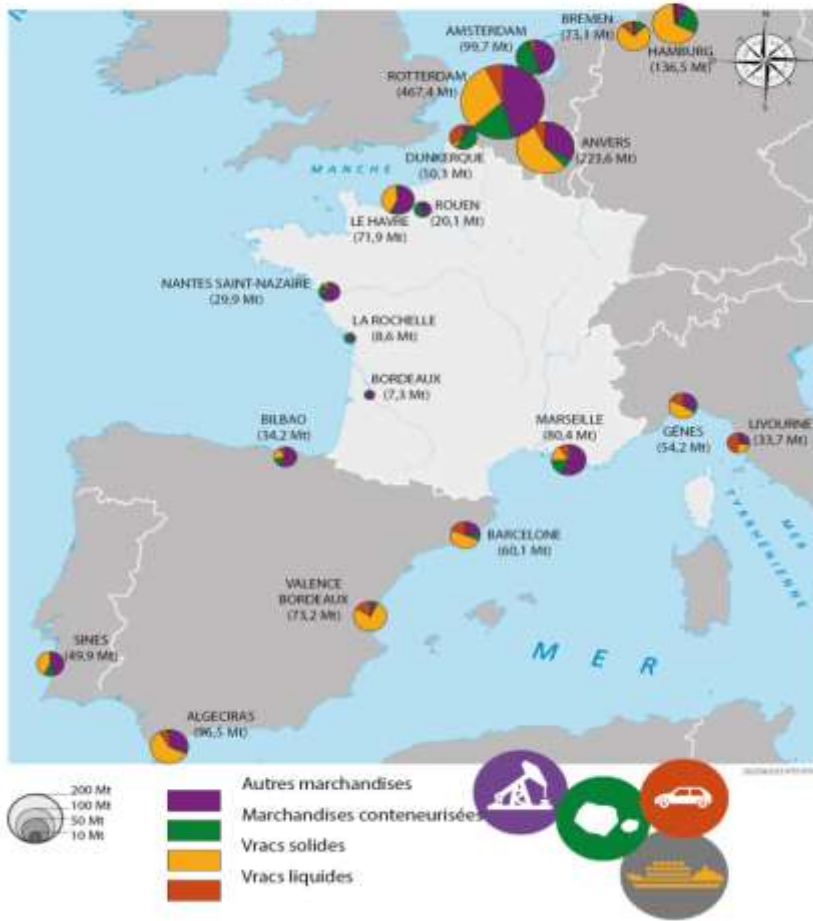 BREMEN
(73,1 Mt)
HAMBURG
(136,5 Mt)
N
AMSTERDAM
(99,7 Mt)
ROTTERDAM
(467,4 Mt)
ANVERS
(223,6 Mt)
DUNKERQUE
(50,1 Mt)
MANCHE
LE HAVRE
(71,9 Mt)
ROUEN
(20,1 Mt)
NANTES SAINT-NAZAIRE
(29,9 Mt)
LA ROCHELLE
(8,6 Mt)
BORDEAUX
(7,3 Mt)
BILBAO
(34,2 Mt)
MARSEILLE
(80,4 Mt)
GÊNES
(54,2 Mt)
LIVOURNE
(33,7 Mt)
MER
TYRRHÉNIENNE
BARCELONE
(60,1 Mt)
VALENCE
BORDEAUX
(73,2 Mt)
MER
SINES
(49,9 Mt)
ALGECIRAS
(96,5 Mt)
200 Mt
100 Mt
50 Mt
10 Mt
Autres marchandises
Marchandises conteneurisées
Vracs solides
Vracs liquides